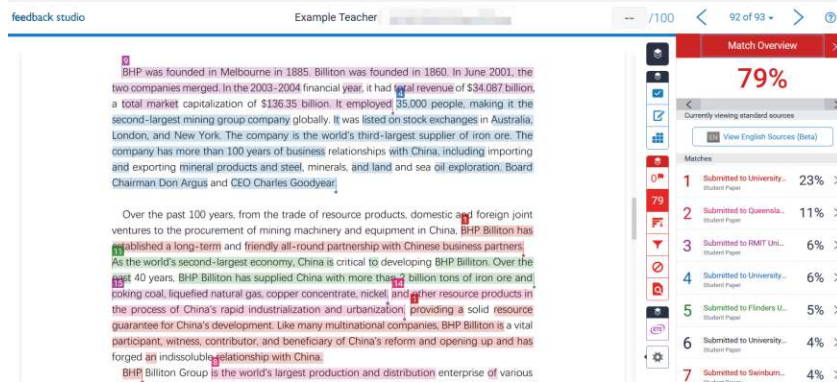 feedback studio
Example Teacher
-- /100
92 of 93
?
Match Overview
79%
Currently viewing standard sources
EN View English Sources (Beta)
Matches
1 Submitted to University... 23%
Student Paper
2 Submitted to Queensla... 11%
Student Paper
3 Submitted to RMIT Uni... 6%
Student Paper
4 Submitted to University... 6%
Student Paper
5 Submitted to Flinders U... 5%
Student Paper
6 Submitted to University... 4%
Student Paper
7 Submitted to Swinburn... 4%
Student Paper
0
79
ETS
9
BHP was founded in Melbourne in 1885. Billiton was founded in 1860. In June 2001, the
two companies merged. In the 2003-2004 financial year, it had total revenue of $34.087 billion,
4
a total market capitalization of $136.35 billion. It employed 35,000 people, making it the
second-largest mining group company globally. It was listed on stock exchanges in Australia,
London, and New York. The company is the world's third-largest supplier of iron ore. The
company has more than 100 years of business relationships with China, including importing
and exporting mineral products and steel, minerals, and land and sea oil exploration. Board
Chairman Don Argus and CEO Charles Goodyear.
Over the past 100 years, from the trade of resource products, domestic and foreign joint
1
ventures to the procurement of mining machinery and equipment in China, BHP Billiton has
established a long-term and friendly all-round partnership with Chinese business partners.
11
As the world's second-largest economy, China is critical to developing BHP Billiton. Over the
past 40 years, BHP Billiton has supplied China with more than 2 billion tons of iron ore and
15
14
coking coal, liquefied natural gas, copper concentrate, nickel, and other resource products in
1
the process of China's rapid industrialization and urbanization, providing a solid resource
guarantee for China's development. Like many multinational companies, BHP Billiton is a vital
participant, witness, contributor, and beneficiary of China's reform and opening up and has
forged an indissoluble relationship with China.
BHP Billiton Group is the world's largest production and distribution enterprise of various